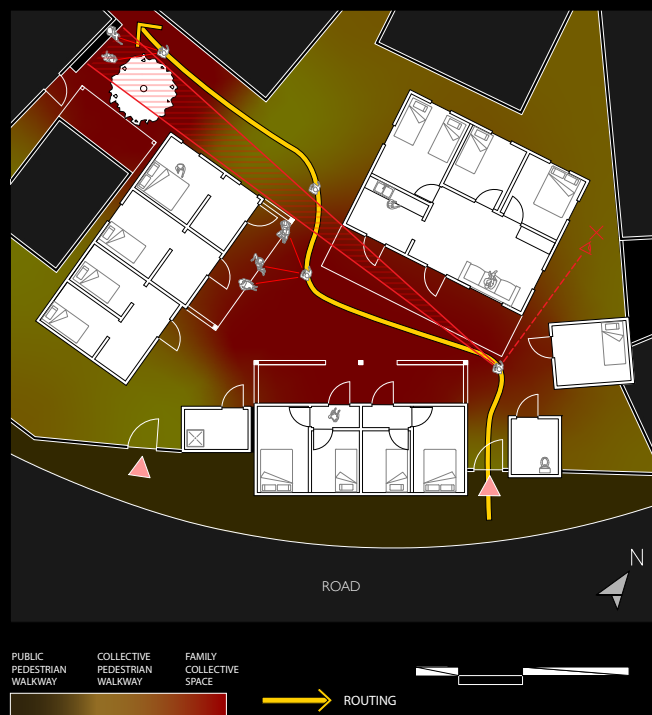 N
ROAD
PUBLIC
PEDESTRIAN
WALKWAY
COLLECTIVE
PEDESTRIAN
WALKWAY
FAMILY
COLLECTIVE
SPACE
ROUTING